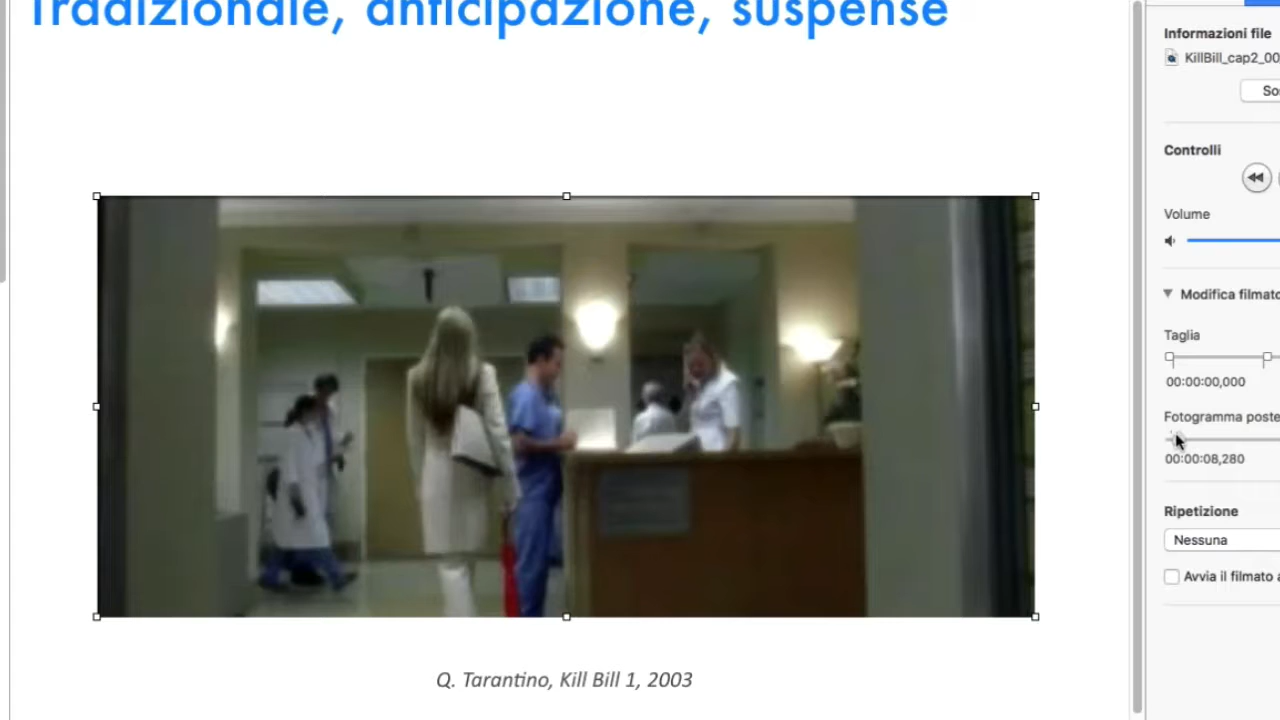 Tradizionale, anticipazione, suspense
Informazioni file
KillBill_cap2_00
Controlli
Volume
Modifica filmato
Taglia
00:00:00,000
Fotogramma poste
00:00:08,280
Ripetizione
Nessuna
Avvia il filmato a
Q. Tarantino, Kill Bill 1, 2003